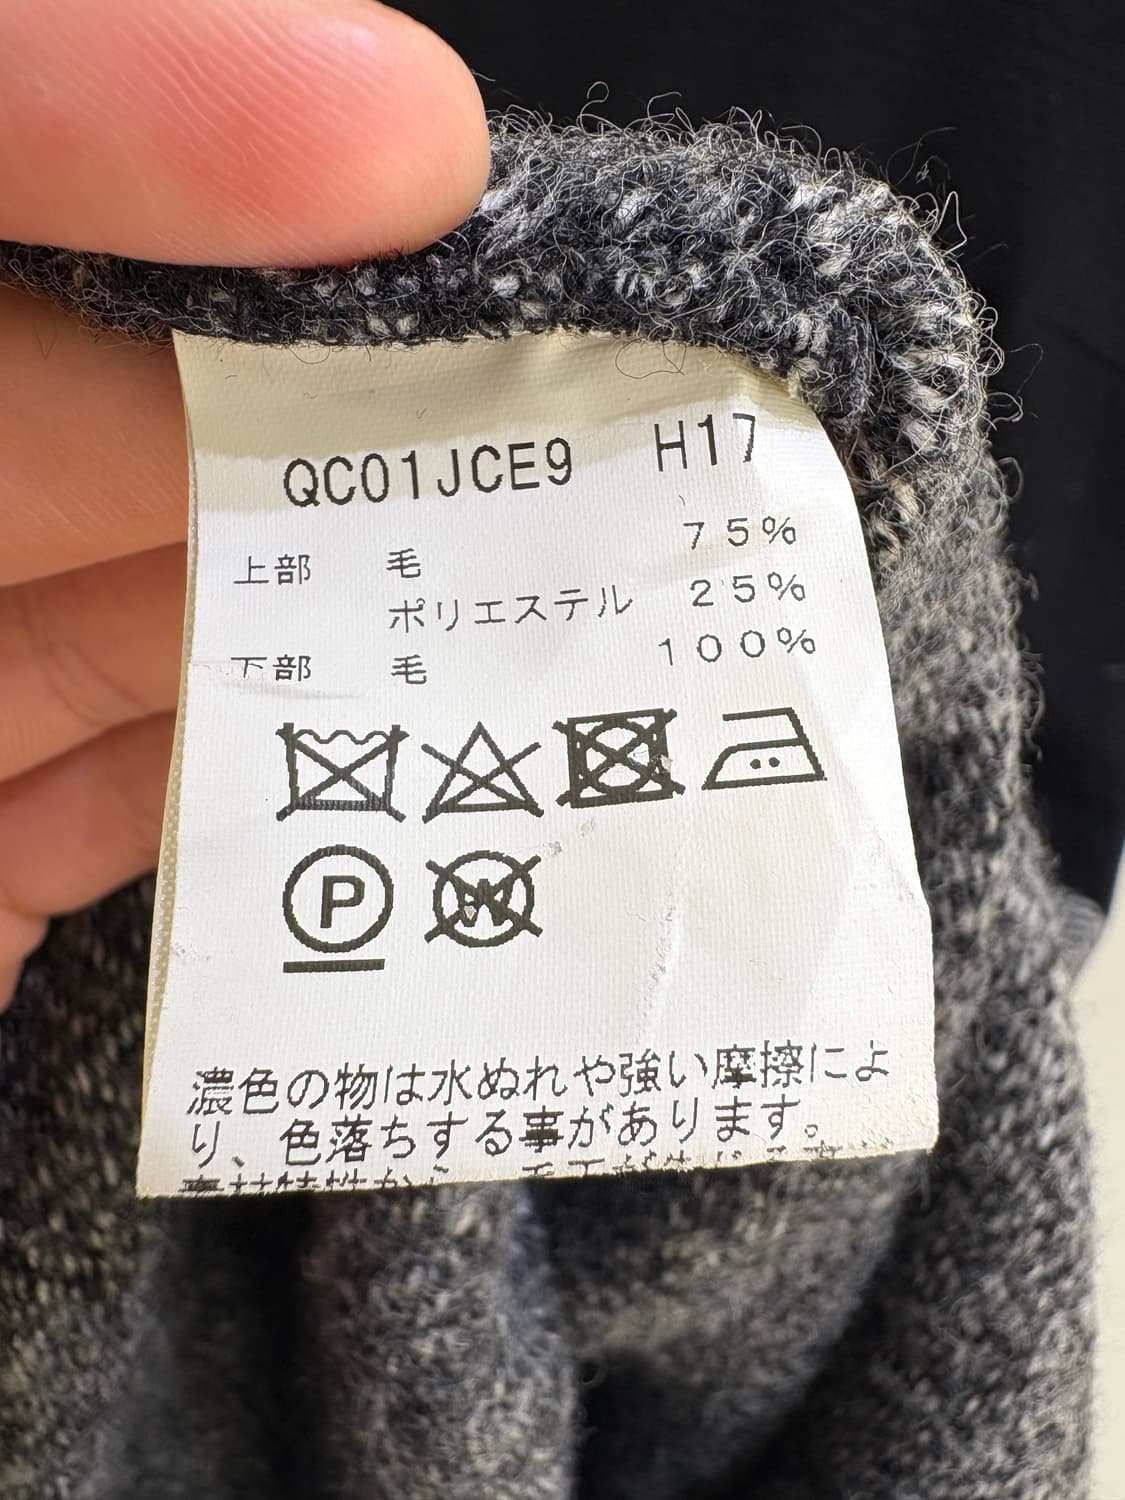 QC01JCE9 H17
上部 毛 75%
ポリエステル 25%
下部 毛 100%
P W
濃色の物は水ぬれや強い摩擦によ
り、色落ちする事があります。